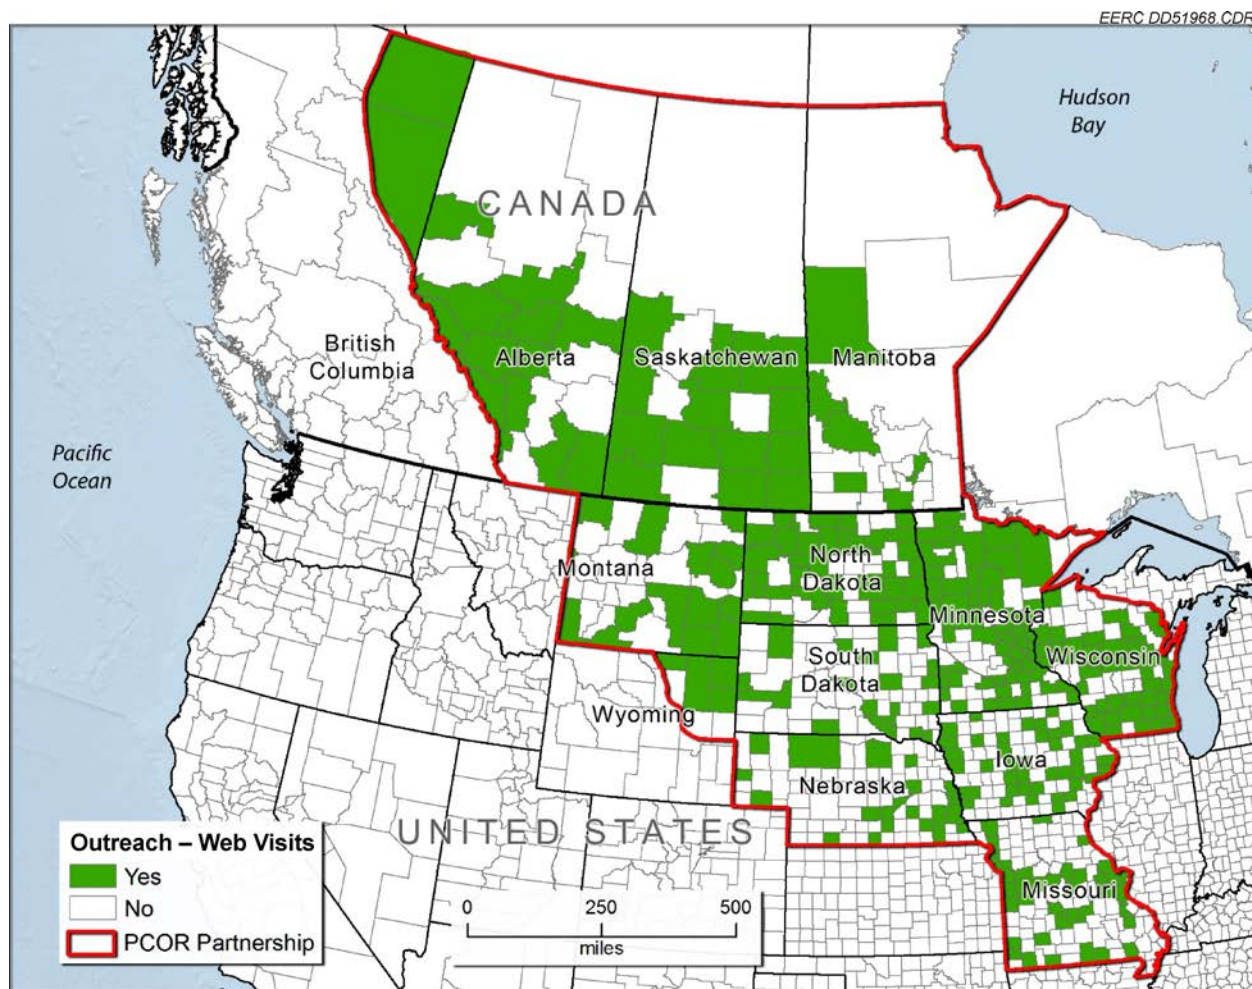 EERC DD51968.CDR
Hudson
Bay
CANADA
British
Columbia
Alberta
Saskatchewan
Manitoba
Pacific
Ocean
Montana
North
Dakota
Minnesota
South
Dakota
Wisconsin
Wyoming
Iowa
Nebraska
UNITED STATES
Missouri
Outreach – Web Visits
Yes
No
PCOR Partnership
0 250 500
miles